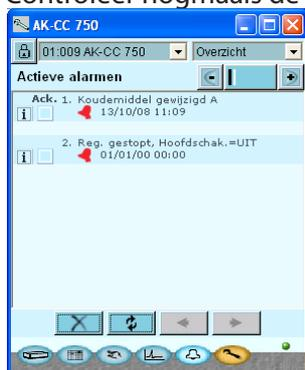 Controleer nogmaals de
AK-CC 750
01:009 AK-CC 750 Overzicht
Actieve alarmen
Ack. 1. Koudemiddel gewijzigd A
13/10/08 11:09
2. Reg. gestopt, Hoofdschak.=UIT
01/01/00 00:00